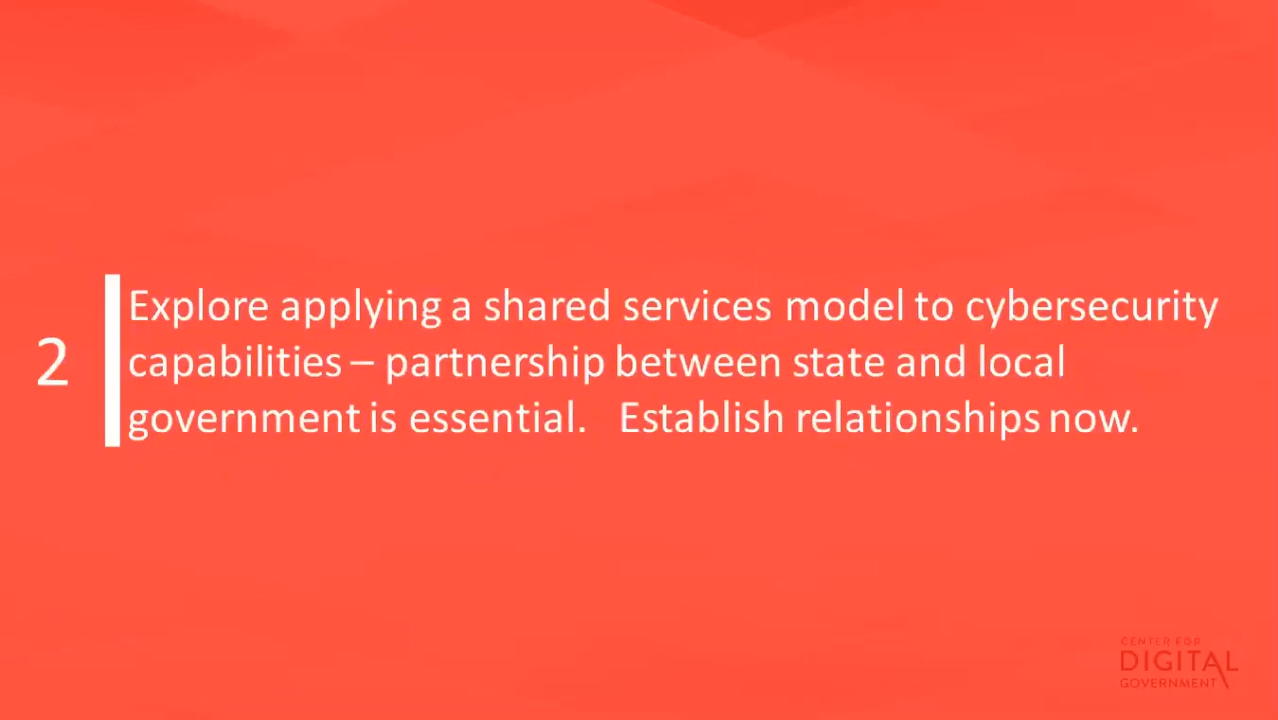 2
Explore applying a shared services model to cybersecurity
capabilities – partnership between state and local
government is essential.   Establish relationships now.
CENTER FOR
DIGITAL
GOVERNMENT